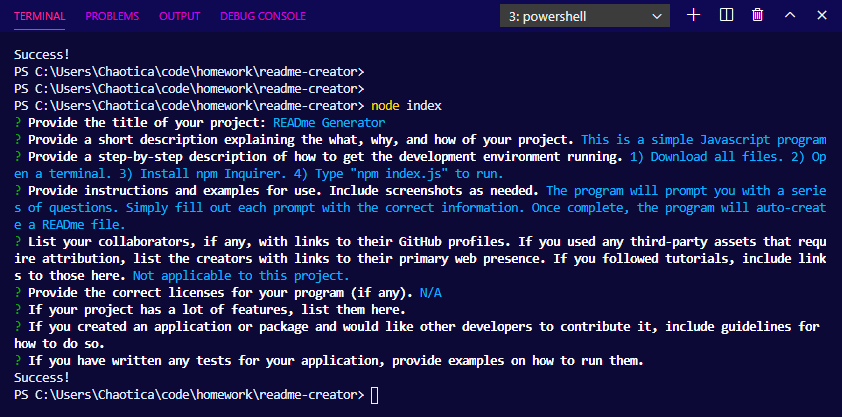 TERMINAL PROBLEMS OUTPUT DEBUG CONSOLE 3: powershell
Success!
PS C:\Users\Chaotica\code\homework\readme-creator>
PS C:\Users\Chaotica\code\homework\readme-creator>
PS C:\Users\Chaotica\code\homework\readme-creator> node index
? Provide the title of your project: READme Generator
? Provide a short description explaining the what, why, and how of your project. This is a simple Javascript program
? Provide a step-by-step description of how to get the development environment running. 1) Download all files. 2) Op
en a terminal. 3) Install npm Inquirer. 4) Type "npm index.js" to run.
? Provide instructions and examples for use. Include screenshots as needed. The program will prompt you with a serie
s of questions. Simply fill out each prompt with the correct information. Once complete, the program will auto-creat
e a READme file.
? List your collaborators, if any, with links to their GitHub profiles. If you used any third-party assets that requ
ire attribution, list the creators with links to their primary web presence. If you followed tutorials, include link
s to those here. Not applicable to this project.
? Provide the correct licenses for your program (if any). N/A
? If your project has a lot of features, list them here.
? If you created an application or package and would like other developers to contribute it, include guidelines for
how to do so.
? If you have written any tests for your application, provide examples on how to run them.
Success!
PS C:\Users\Chaotica\code\homework\readme-creator>